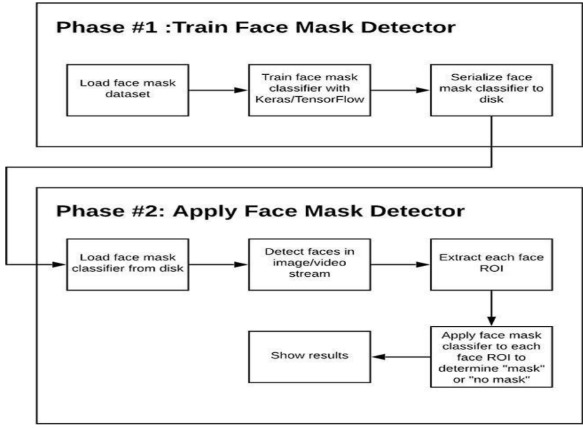 Phase #1 :Train Face Mask Detector
Load face mask
dataset
Train face mask
classifier with
Keras/TensorFlow
Serialize face
mask classifier to
disk
Phase #2: Apply Face Mask Detector
Load face mask
classifier from disk
Detect faces in
image/video
stream
Extract each face
ROI
Apply face mask
classifer to each
face ROI to
determine "mask"
or "no mask"
Show results